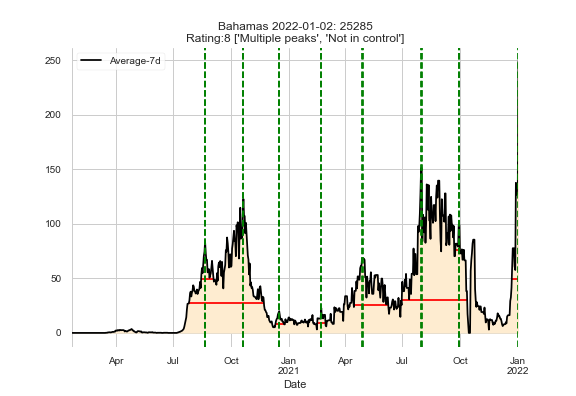 Bahamas 2022-01-02: 25285
Rating:8 ['Multiple peaks', 'Not in control']
Average-7d
250
200
150
100
50
0
Apr Jul Oct Jan Apr Jul Oct Jan
2021 2022
Date